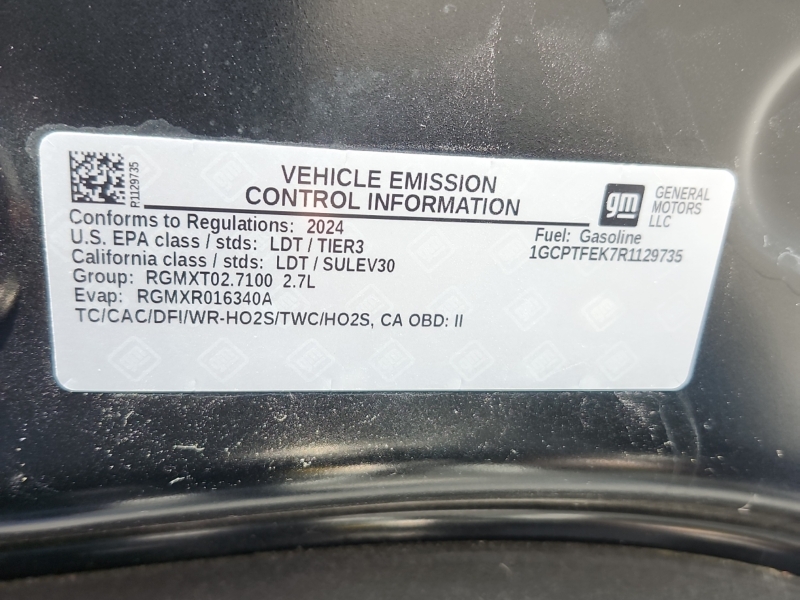 P1129735
VEHICLE EMISSION
CONTROL INFORMATION
gm
GENERAL
MOTORS
LLC
Conforms to Regulations: 2024
U.S. EPA class / stds: LDT / TIER3
California class / stds: LDT / SULEV30
Group: RGMXT02.7100 2.7L
Evap: RGMXR016340A
TC/CAC/DFI/WR-HO2S/TWC/HO2S, CA OBD: II
Fuel: Gasoline
1GCPTFEK7R1129735